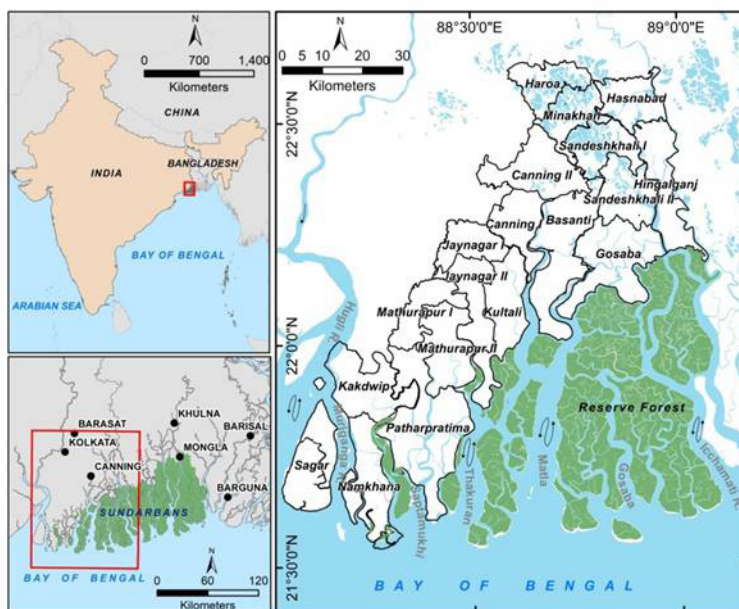 N
0 700 1,400
Kilometers
CHINA
BANGLADESH
INDIA
BAY OF BENGAL
ARABIAN SEA
KHULNA
BARASAT
BARISAL
KOLKATA
MONGLA
CANNING
BARGUNA
SUNDARBANS
N
BAY OF BENGAL
0 60 120
Kilometers
88°30'0"E 89°0'0"E
N
0 5 10 20 30
Kilometers
22°30'0"N
22°0'0"N
21°30'0"N
Haroa
Hasnabad
Minakhan
Sandeshkhali I
Canning II
Hingalganj
Sandeshkhali II
Canning I
Basanti
Jaynagar I
Gosaba
Jaynagar II
Mathurapur I
Kultali
Hugli R.
Mathurapur II
Kakdwip
Reserve Forest
Patharpratima
Muriganga R.
Sagar
Namkhana
Saptamukhi
Thakuran
Matla
Gosaba
Icchamati R.
BAY OF BENGAL